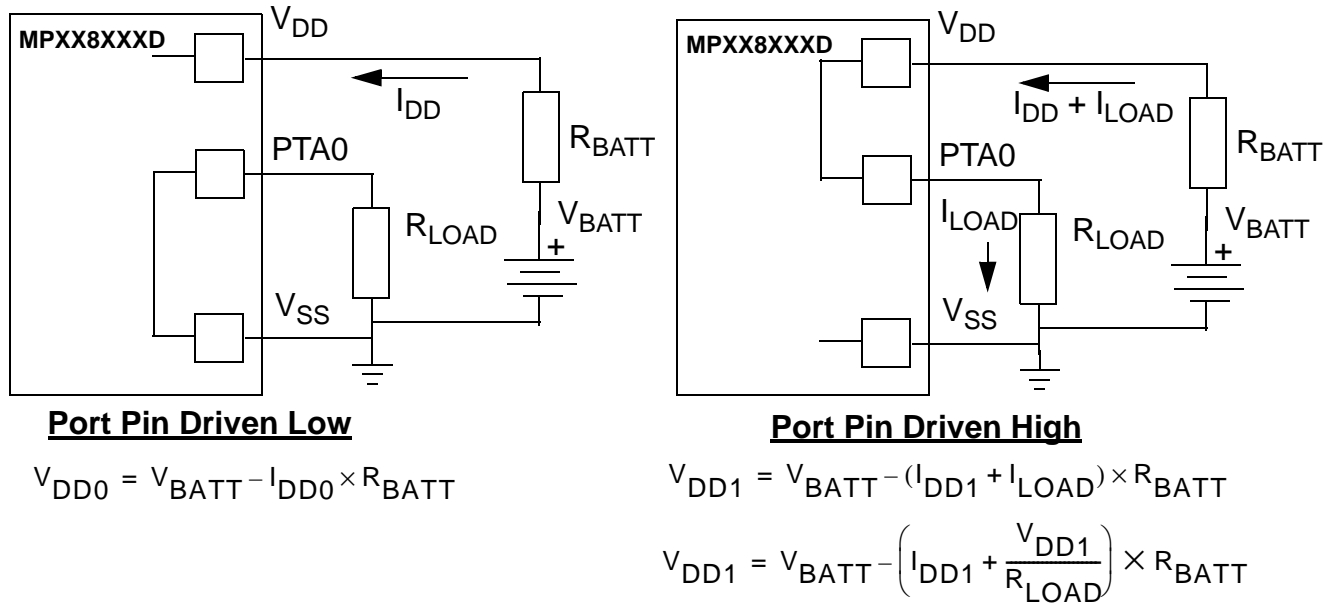 MPXX8XXXD
V_DD
I_DD
PTA0
R_BATT
R_LOAD
V_BATT
+
V_SS
Port Pin Driven Low
V_DD0 = V_BATT – I_DD0 × R_BATT
MPXX8XXXD
V_DD
I_DD + I_LOAD
PTA0
R_BATT
I_LOAD
R_LOAD
V_BATT
+
V_SS
Port Pin Driven High
V_DD1 = V_BATT – (I_DD1 + I_LOAD) × R_BATT
V_DD1 = V_BATT – (I_DD1 + V_DD1 / R_LOAD) × R_BATT